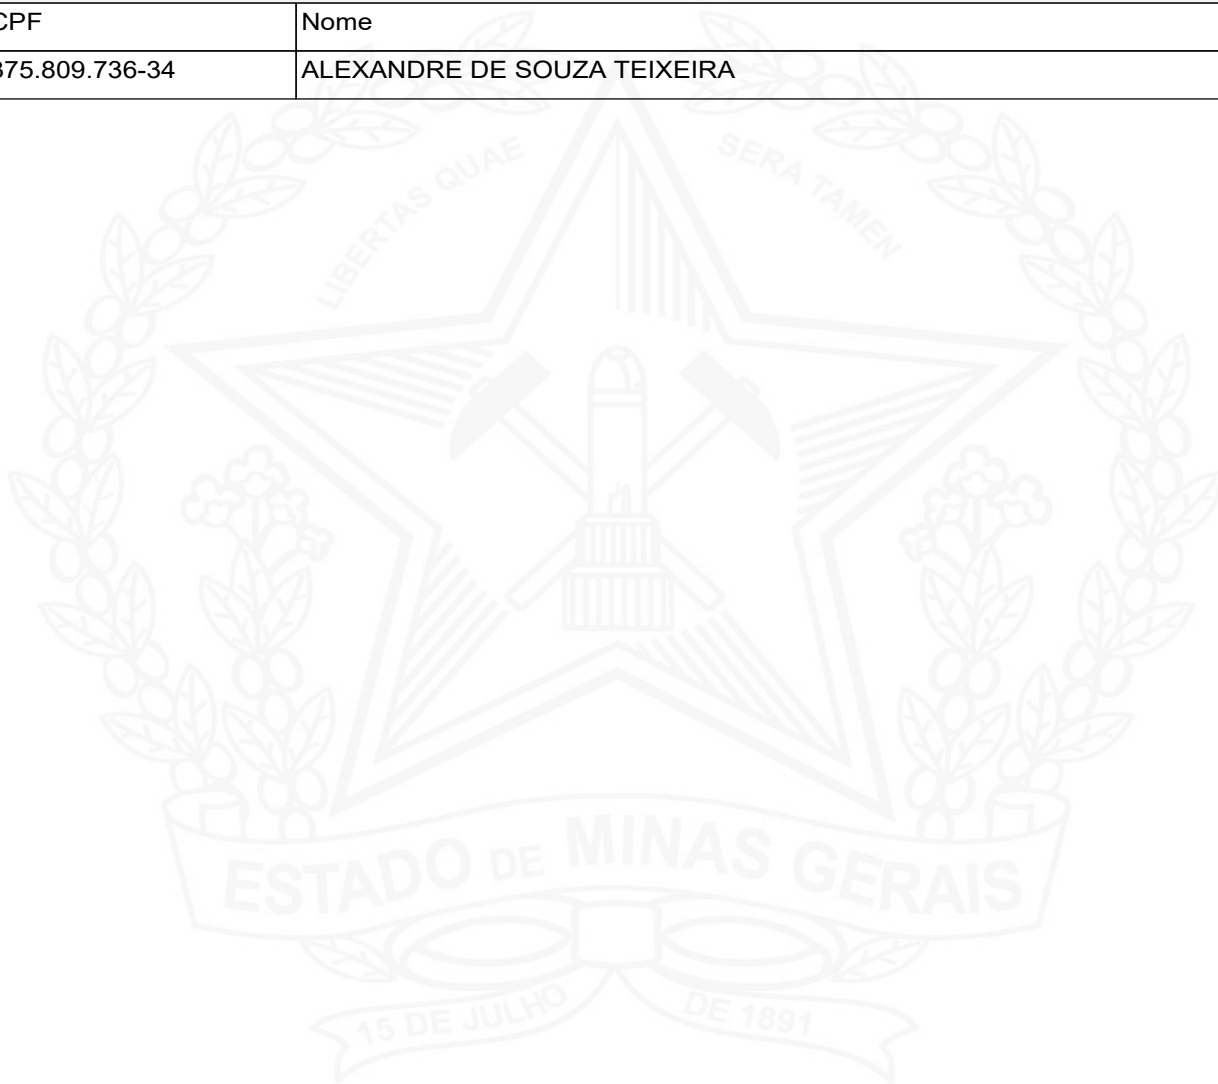 CPF Nome
375.809.736-34 ALEXANDRE DE SOUZA TEIXEIRA
LIBERTAS QUAE SERA TAMEN
ESTADO DE MINAS GERAIS
15 DE JULHO DE 1891